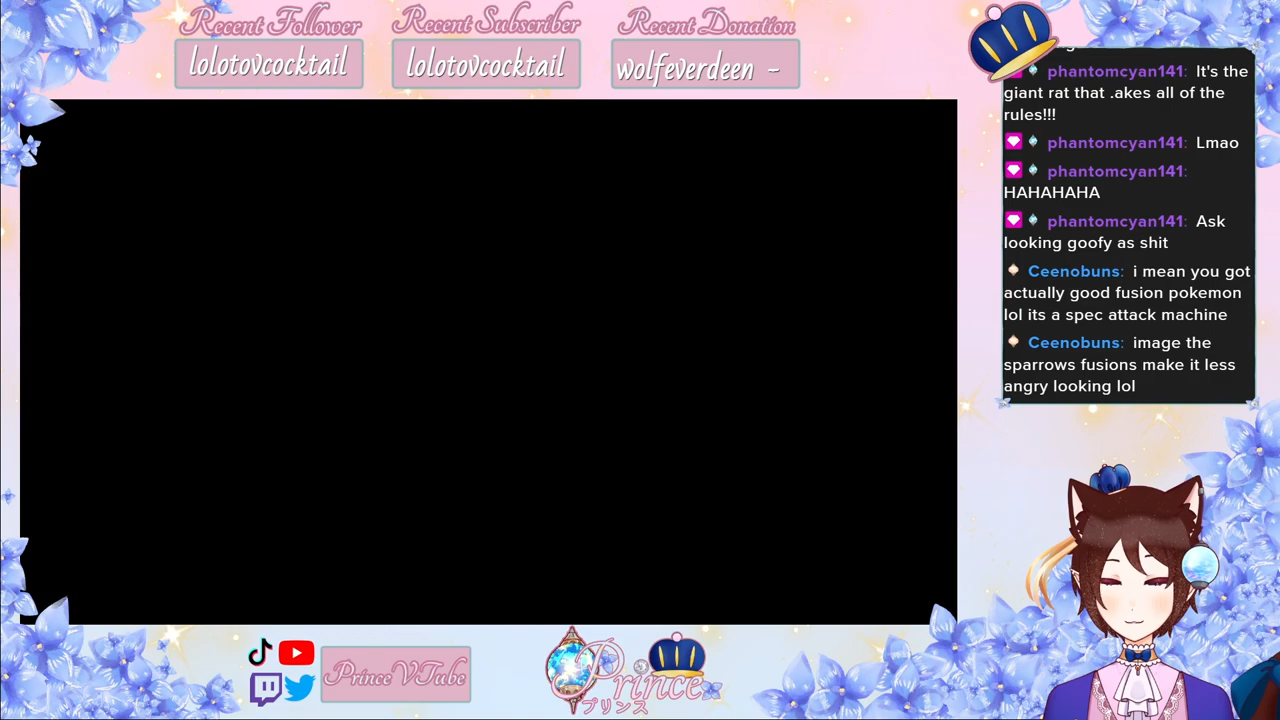 Recent Follower
lolotovcocktail
Recent Subscriber
lolotovcocktail
Recent Donation
wolfeverdeen -
phantomcyan141: It's the
giant rat that .akes all of the
rules!!!
phantomcyan141: Lmao
phantomcyan141:
HAHAHAHA
phantomcyan141: Ask
looking goofy as shit
Ceenobuns: i mean you got
actually good fusion pokemon
lol its a spec attack machine
Ceenobuns: image the
sparrows fusions make it less
angry looking lol
PrinceVTube
Prince
プリンス